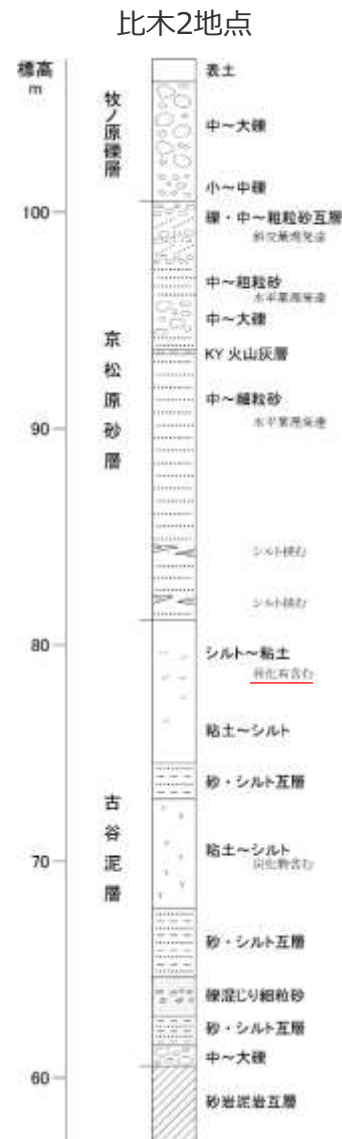 比木2地点
標高
m
表土
牧ノ原礫層
中～大礫
小～中礫
100
礫・中～粗粒砂互層
斜交葉理発達
中～粗粒砂
水平葉理発達
中～大礫
京松原砂層
KY 火山灰層
中～細粒砂
90
水平葉理発達
シルト挟む
シルト挟む
80
シルト～粘土
粘土～シルト
砂・シルト互層
古谷泥層
粘土～シルト
70
炭化物含む
砂・シルト互層
礫混じり細粒砂
砂・シルト互層
中～大礫
60
砂岩泥岩互層